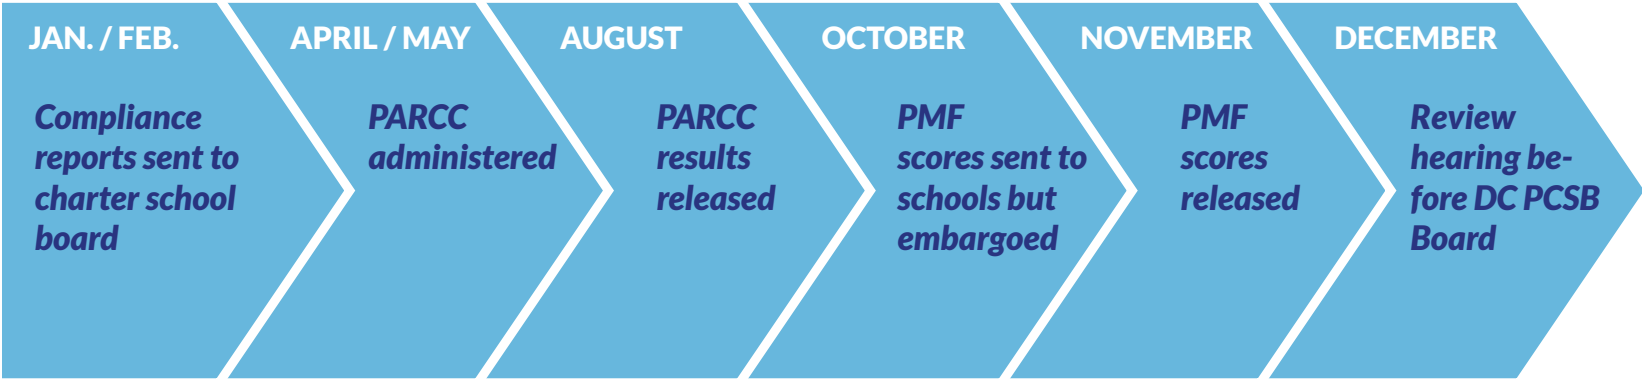 JAN. / FEB.
Compliance
reports sent to
charter school
board
APRIL / MAY
PARCC
administered
AUGUST
PARCC
results
released
OCTOBER
PMF
scores sent to
schools but
embargoed
NOVEMBER
PMF
scores
released
DECEMBER
Review
hearing be-
fore DC PCSB
Board